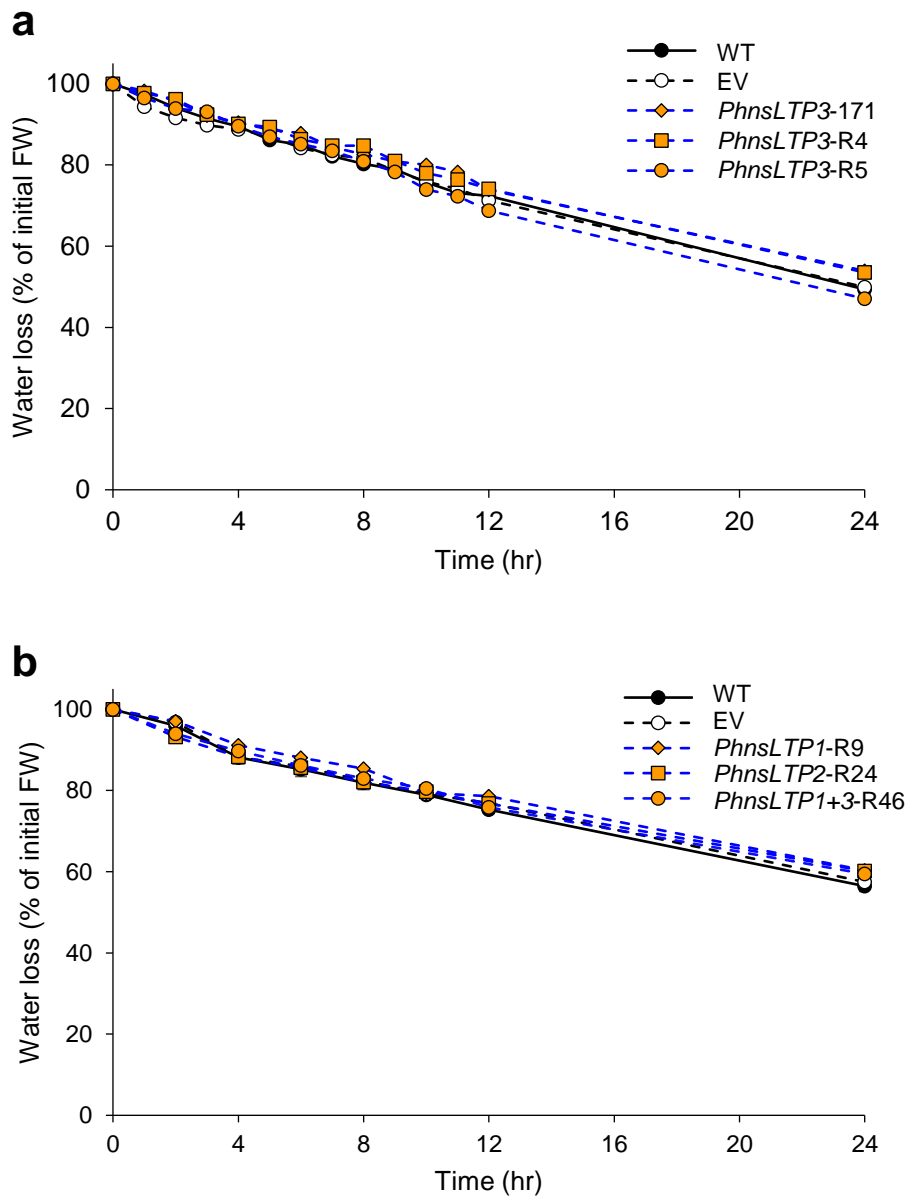 a
WT
EV
PhnsLTP3-171
PhnsLTP3-R4
PhnsLTP3-R5
Water loss (% of initial FW)
100
80
60
40
20
0
0 4 8 12 16 20 24
Time (hr)
b
WT
EV
PhnsLTP1-R9
PhnsLTP2-R24
PhnsLTP1+3-R46
Water loss (% of initial FW)
100
80
60
40
20
0
0 4 8 12 16 20 24
Time (hr)